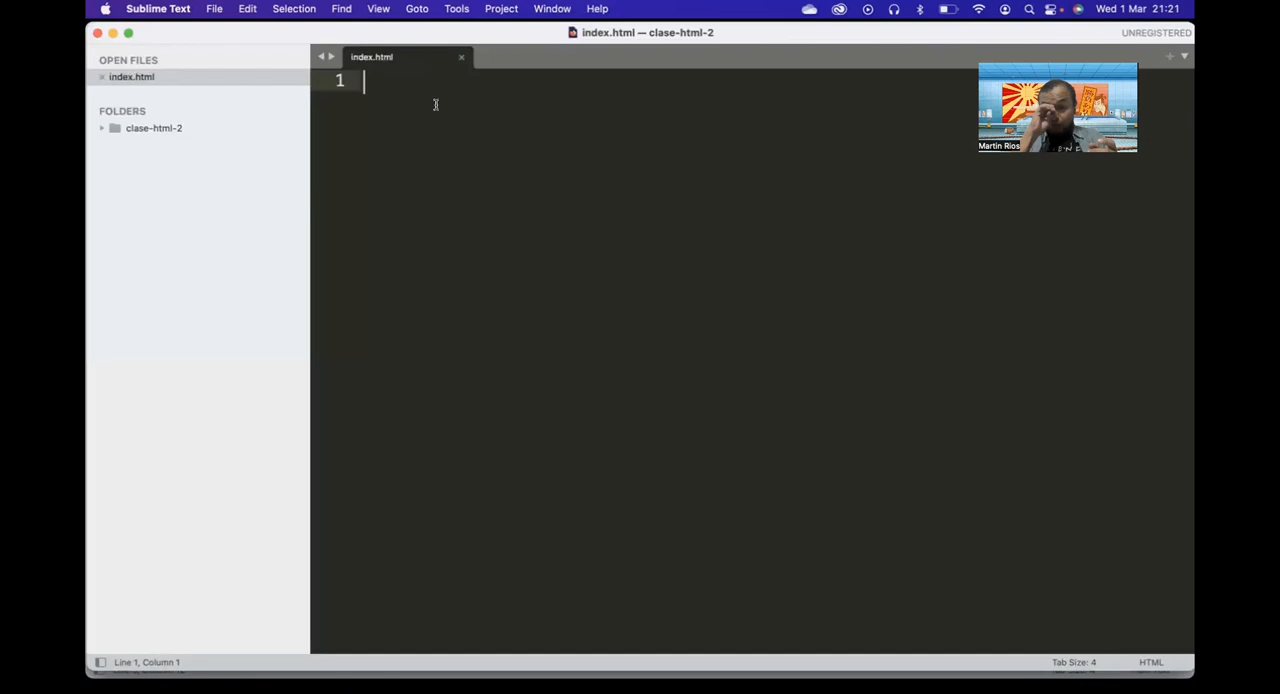 Sublime Text File Edit Selection Find View Goto Tools Project Window Help Wed 1 Mar 21:21
index.html — clase-html-2 UNREGISTERED
OPEN FILES
index.html
FOLDERS
clase-html-2
index.html
1
Martin Rios
Line 1, Column 1 Tab Size: 4 HTML